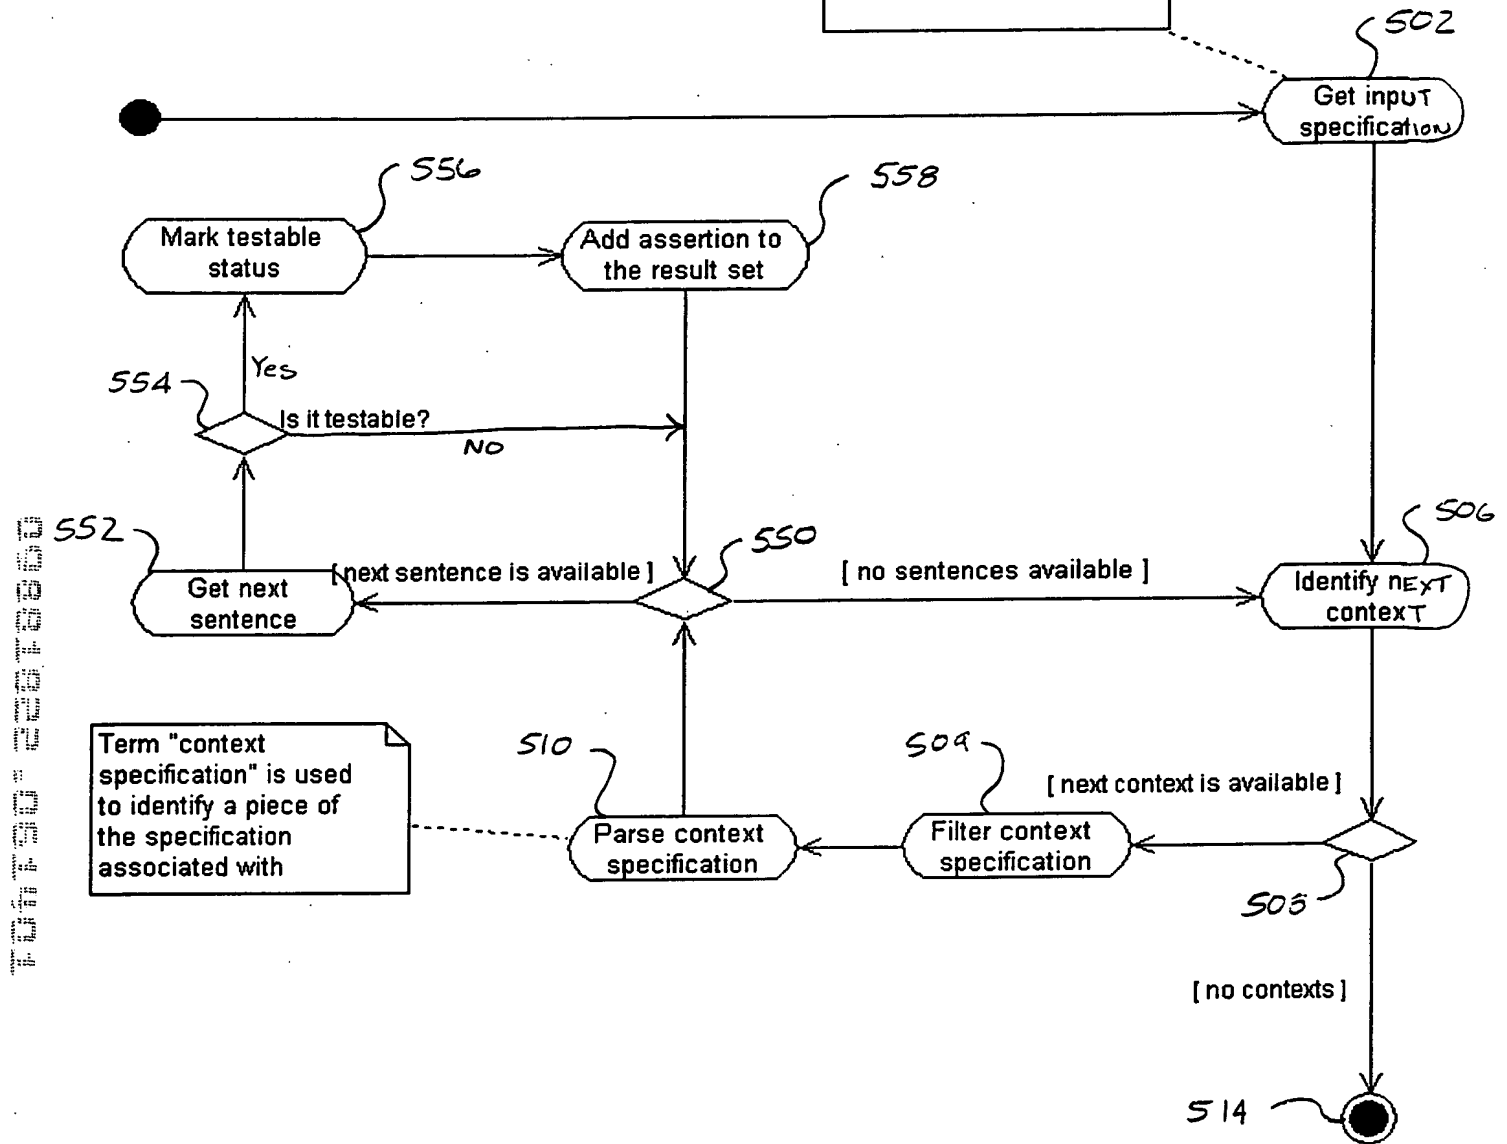 502
Get inpUT
specificatION
556
558
Mark testable
status
Add assertion to
the result set
Yes
554
Is it testable?
NO
552
550
506
[ next sentence is available ]
[ no sentences available ]
Get next
sentence
Identify nEXT
contexT
Term "context
specification" is used
to identify a piece of
the specification
associated with
510
509
[ next context is available ]
Parse context
specification
Filter context
specification
[ no contexts ]
514